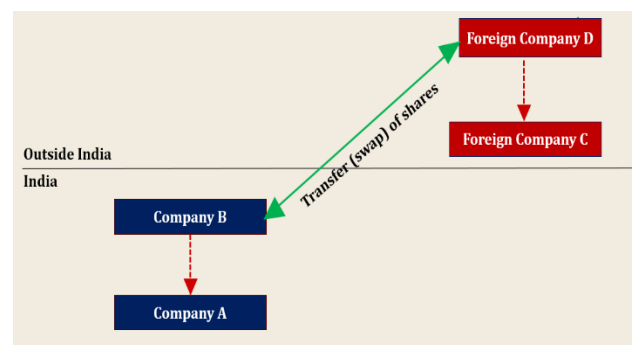 Foreign Company D
Transfer (swap) of shares
Foreign Company C
Outside India
India
Company B
Company A